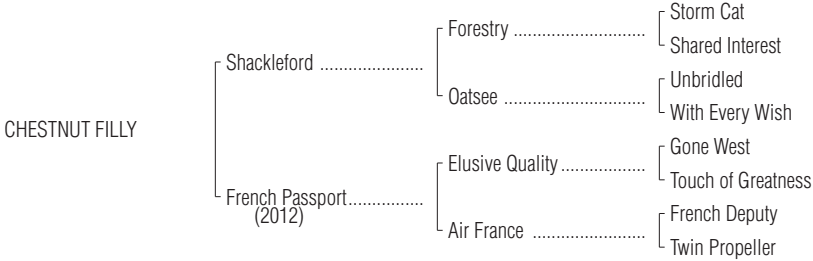 Storm Cat
Forestry ............................
Shared Interest
Shackleford ......................
Unbridled
Oatsee ..............................
With Every Wish
CHESTNUT FILLY
Gone West
Elusive Quality ..................
Touch of Greatness
French Passport................
(2012)
French Deputy
Air France ........................
Twin Propeller